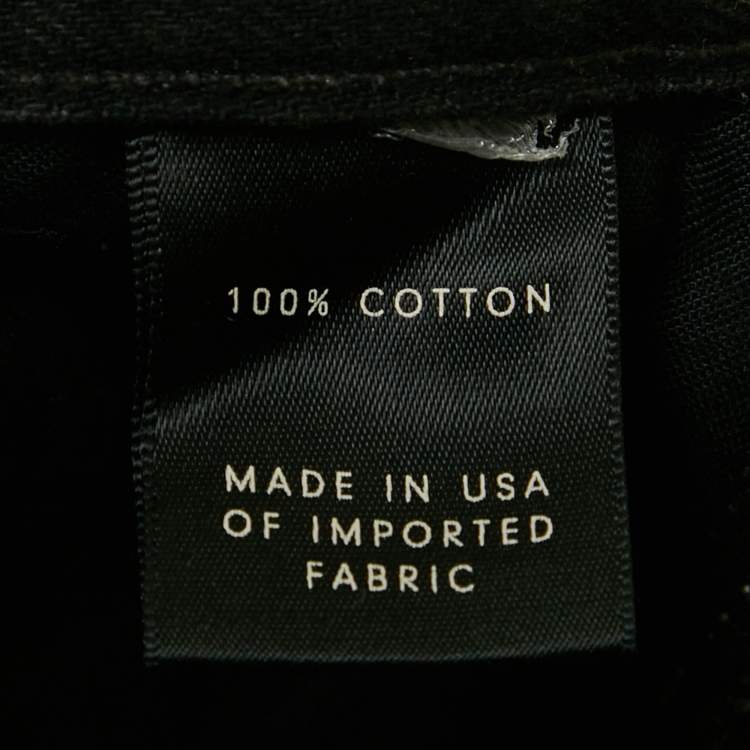 100% COTTON
MADE IN USA
OF IMPORTED
FABRIC